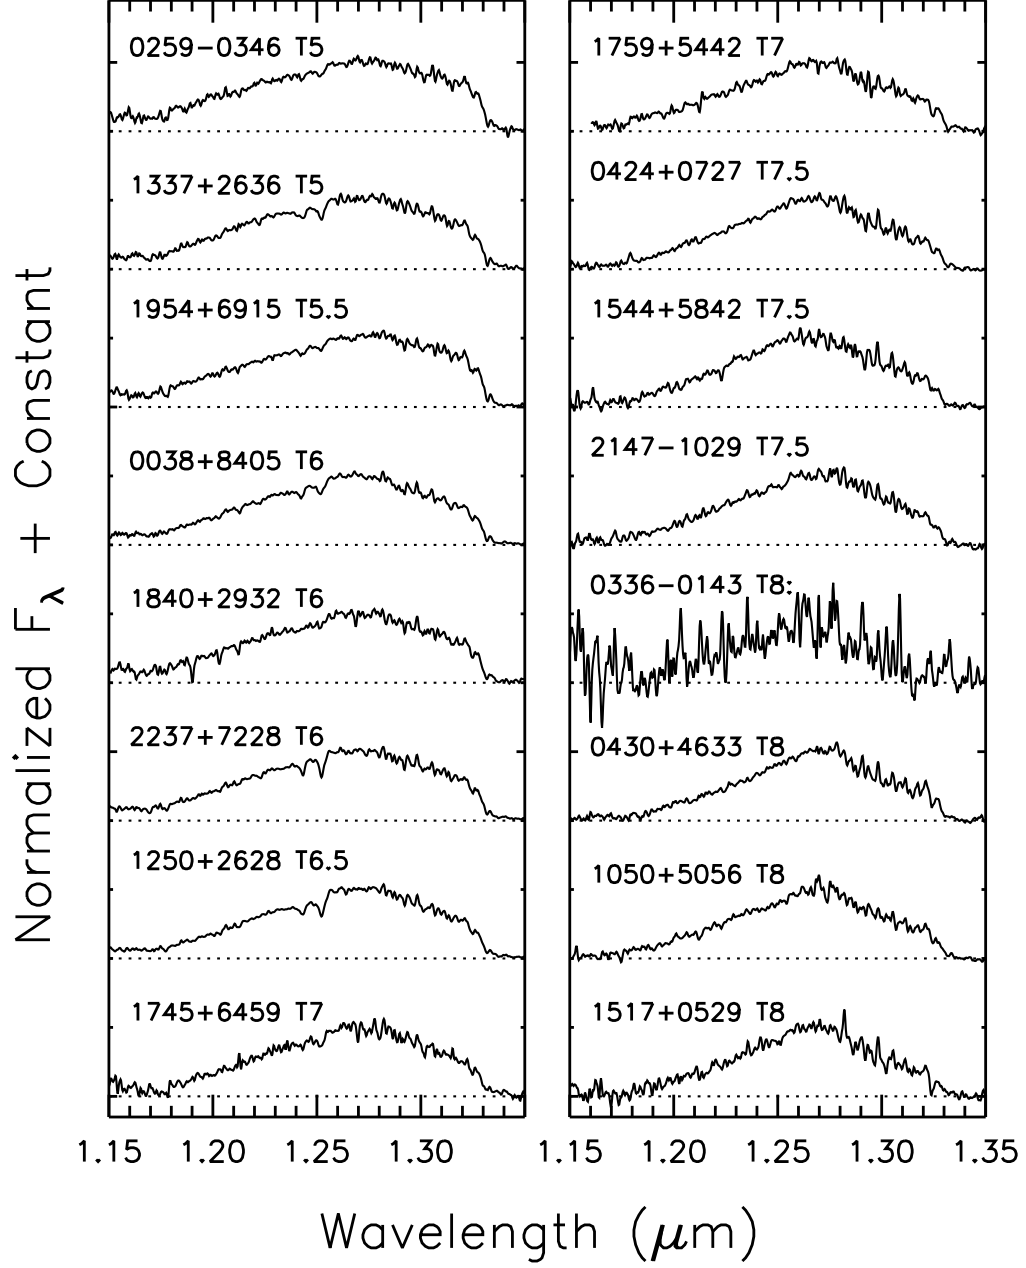 Normalized Fλ + Constant
0259−0346 T5
1337+2636 T5
1954+6915 T5.5
0038+8405 T6
1840+2932 T6
2237+7228 T6
1250+2628 T6.5
1745+6459 T7
1759+5442 T7
0424+0727 T7.5
1544+5842 T7.5
2147−1029 T7.5
0336−0143 T8:
0430+4633 T8
1050+5056 T8
1517+0529 T8
1.15 1.20 1.25 1.30 1.15 1.20 1.25 1.30 1.35
Wavelength (μm)